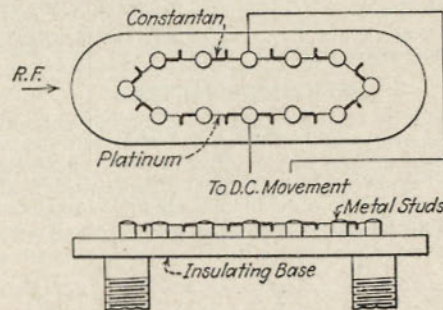 Constantan
R.F.
Platinum
To D.C. Movement
Metal Studs
Insulating Base